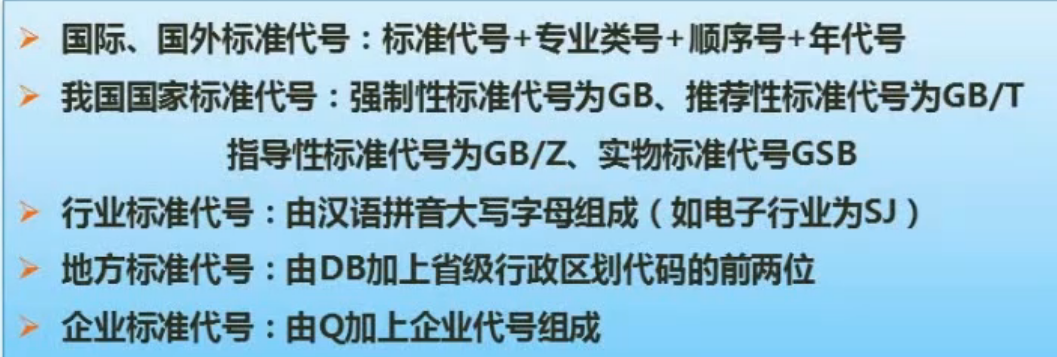 ➢ 国际、国外标准代号：标准代号+专业类号+顺序号+年代号
➢ 我国国家标准代号：强制性标准代号为GB、推荐性标准代号为GB/T
指导性标准代号为GB/Z、实物标准代号GSB
➢ 行业标准代号：由汉语拼音大写字母组成（如电子行业为SJ）
➢ 地方标准代号：由DB加上省级行政区划代码的前两位
➢ 企业标准代号：由Q加上企业代号组成